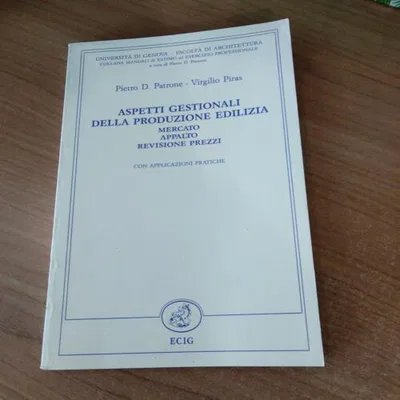 UNIVERSITÀ DI GENOVA - FACOLTÀ DI ARCHITETTURA
COLLANA MANUALI DI ESTIMO ED ESERCIZIO PROFESSIONALE
a cura di Pietro D. Patrone
Pietro D. Patrone - Virgilio Piras
ASPETTI GESTIONALI
DELLA PRODUZIONE EDILIZIA
MERCATO
APPALTO
REVISIONE PREZZI
CON APPLICAZIONI PRATICHE
ECIG